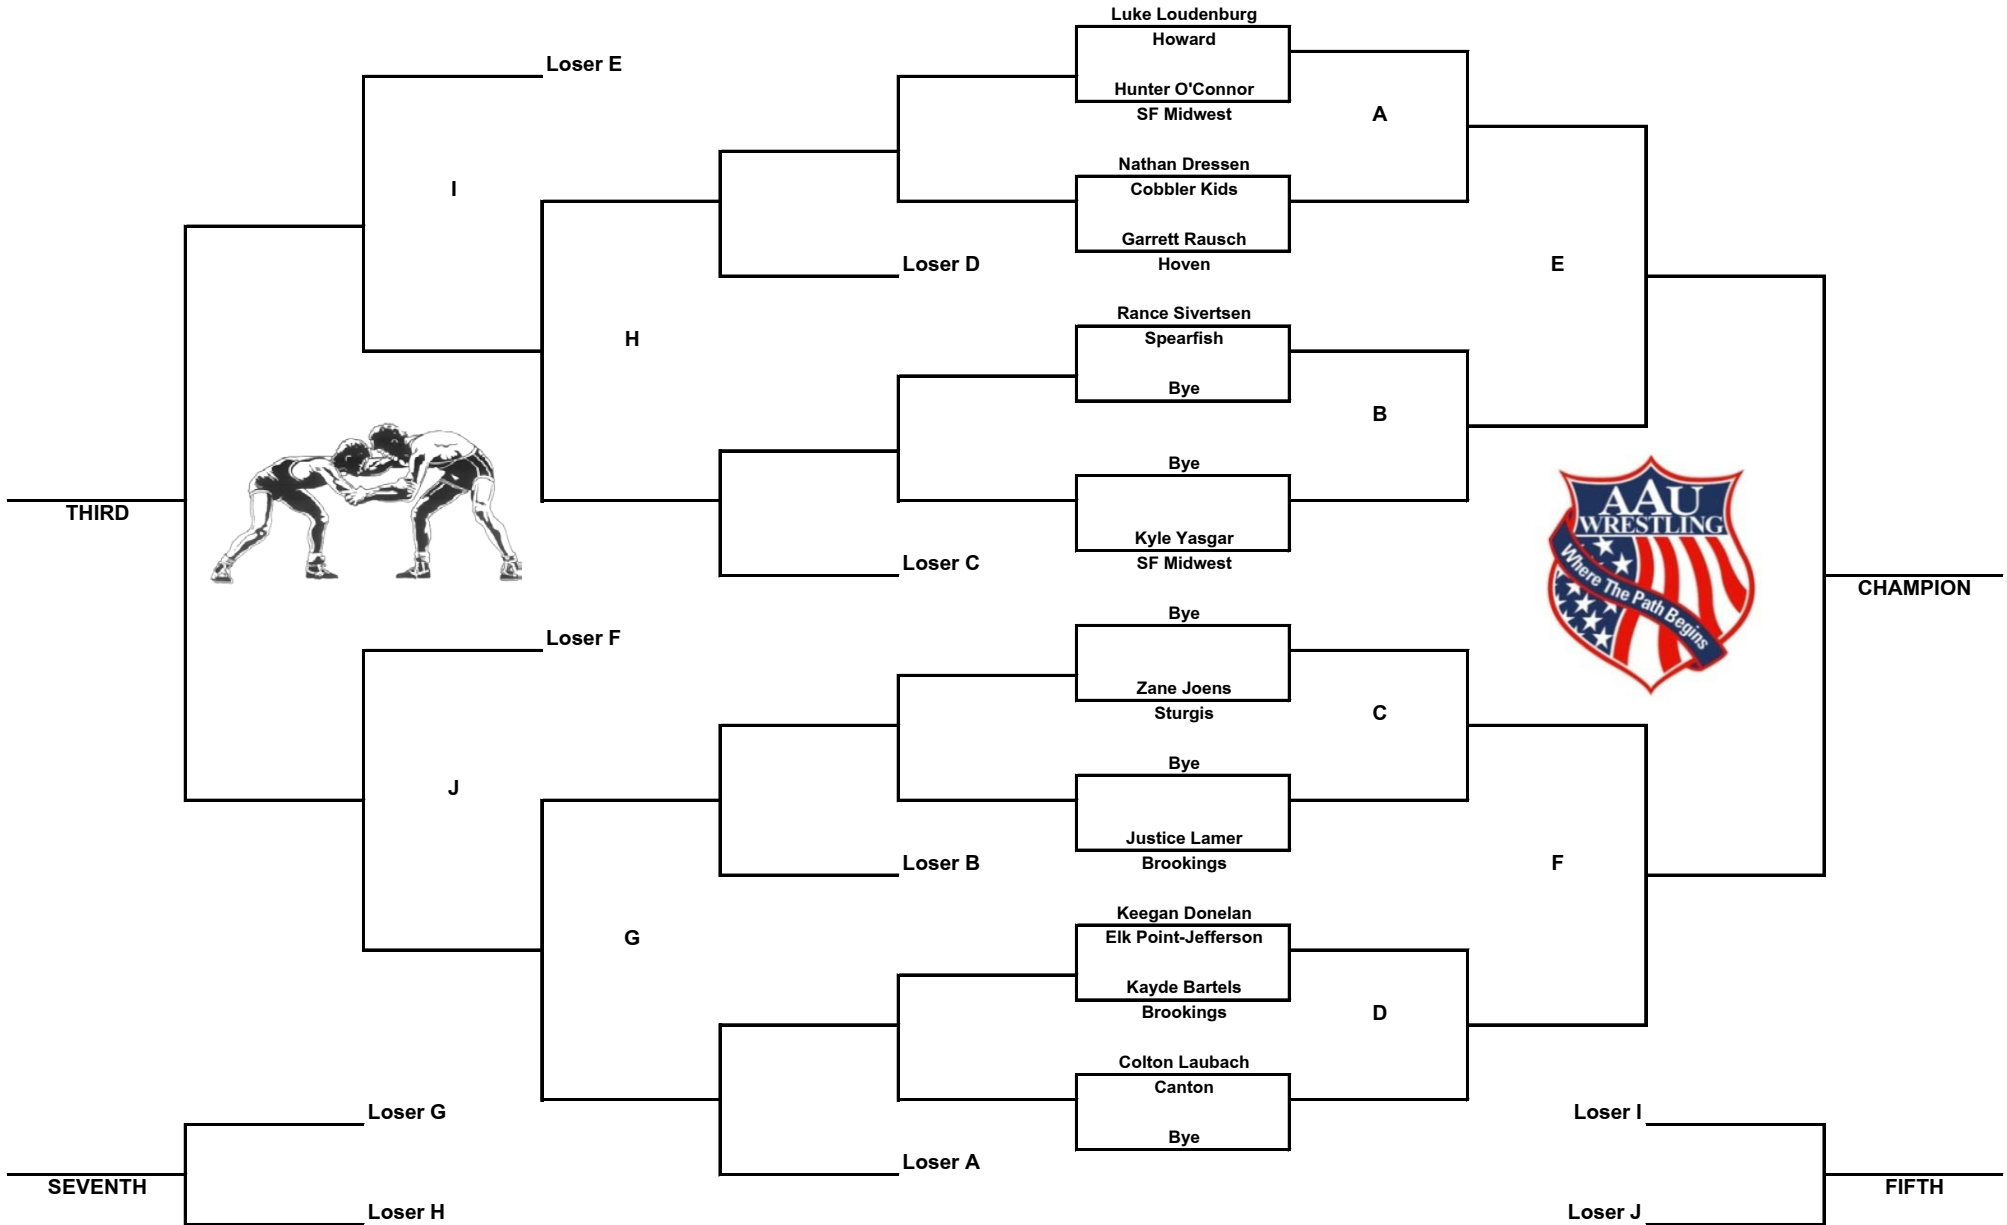 Luke Loudenburg
Howard
Loser E
Hunter O'Connor
SF Midwest
A
Nathan Dressen
Cobbler Kids
I
Garrett Rausch
Hoven
Loser D
E
Rance Sivertsen
Spearfish
H
Bye
B
Bye
THIRD
Kyle Yasgar
SF Midwest
Loser C
AAU
WRESTLING
Where The Path Begins
CHAMPION
Bye
Loser F
Zane Joens
Sturgis
C
Bye
J
Justice Lamer
Brookings
Loser B
F
Keegan Donelan
Elk Point-Jefferson
G
Kayde Bartels
Brookings
D
Colton Laubach
Canton
Loser G
Loser I
Bye
Loser A
SEVENTH
FIFTH
Loser H
Loser J